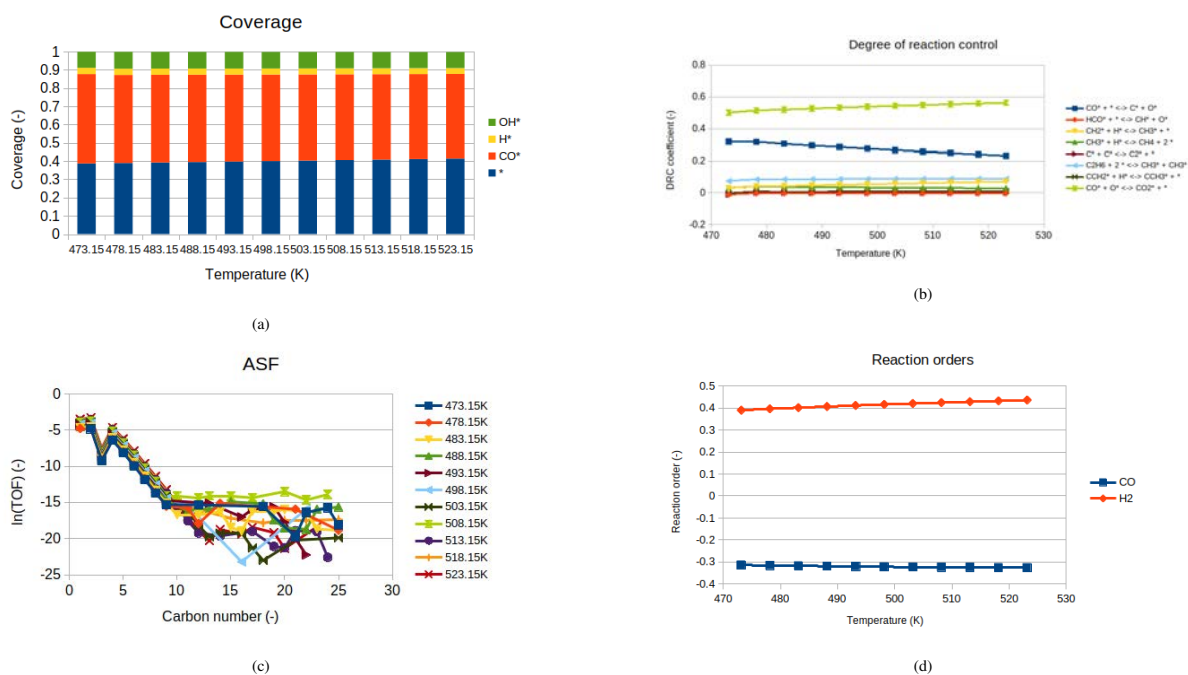 Coverage
1
0.9
0.8
0.7
0.6
0.5
0.4
0.3
0.2
0.1
0
Coverage (-)
473.15 478.15 483.15 488.15 493.15 498.15 503.15 508.15 513.15 518.15 523.15
Temperature (K)
OH*
H*
CO*
*
(a)
Degree of reaction control
0.8
0.6
0.4
0.2
0
-0.2
DRC coefficient (-)
470 480 490 500 510 520 530
Temperature (K)
CO* + * <-> C* + O*
HCO* + * <-> CH* + O*
CH2* + H* <-> CH3* + *
CH3* + H* <-> CH4 + 2 *
C* + C* <-> C2* + *
C2H6 + 2 * <-> CH3* + CH3*
CCH2* + H* <-> CCH3* + *
CO* + O* <-> CO2* + *
(b)
ASF
0
-5
-10
-15
-20
-25
ln(TOF) (-)
0 5 10 15 20 25 30
Carbon number (-)
473.15K
478.15K
483.15K
488.15K
493.15K
498.15K
503.15K
508.15K
513.15K
518.15K
523.15K
(c)
Reaction orders
0.5
0.4
0.3
0.2
0.1
0
-0.1
-0.2
-0.3
-0.4
Reaction order (-)
470 480 490 500 510 520 530
Temperature (K)
CO
H2
(d)